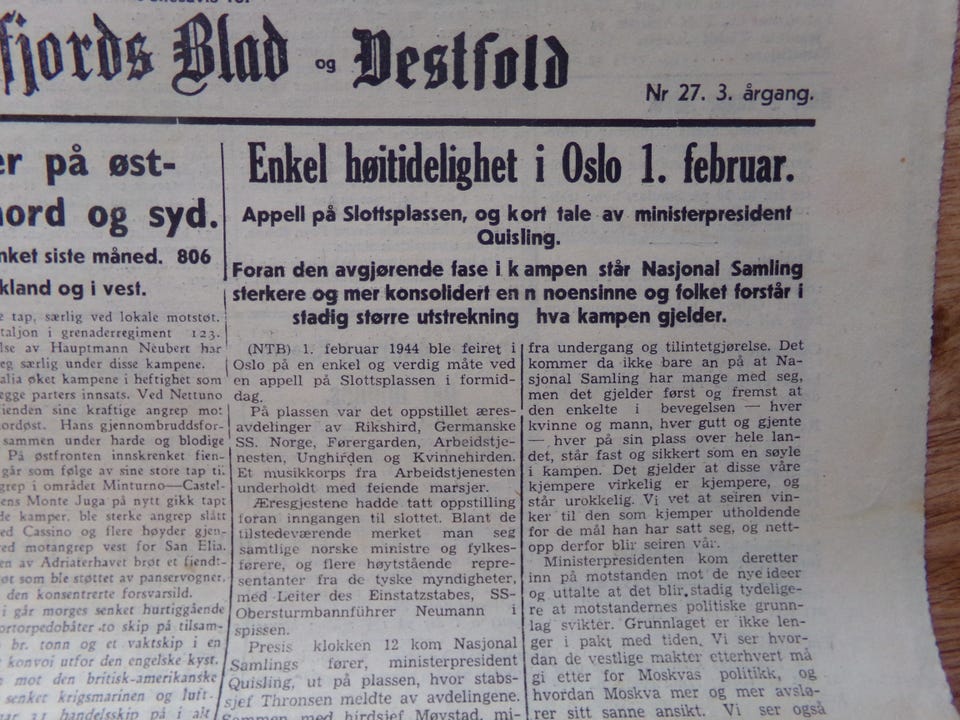 fjords Blad og Vestfold
Nr 27. 3. årgang.
er på øst-
nord og syd.
nket siste måned. 806
kland og i vest.
e tap, særlig ved lokale motstøt.
taljon i grenaderregiment 123.
lse av Hauptmann Neubert har
eg særlig under disse kampene.
alia øket kampene i heftighet som
egge parters innsats. Ved Nettuno
fienden sine kraftige angrep mot
ordøst. Hans gjennombruddsfor-
sammen under harde og blodige
På østfronten innskrenket fien-
går som følge av sine store tap til
grep i området Minturno—Castel-
ens Monte Juga på nytt gikk tapt
de kamper, ble sterke angrep slått
ed Cassino og flere høyder gjen-
ved motangrep vest for San Elia.
en av Adriaterhavet brøt et fiendt-
øt som ble støttet av panservogner,
den konsentrerte forsvarsild.
i går morges senket hurtiggående
ortorpedobåter to skip på tilsam-
br. tonn og et vaktskip i en
konvoi utfor den engelske kyst.
mot den britisk-amerikanske
senket krigsmarinen og luft-
31 handelsskip på i alt
Enkel høitidelighet i Oslo 1. februar.
Appell på Slottsplassen, og kort tale av ministerpresident
Quisling.
Foran den avgjørende fase i kampen står Nasjonal Samling
sterkere og mer konsolidert enn noensinne og folket forstår i
stadig større utstrekning hva kampen gjelder.
(NTB) 1. februar 1944 ble feiret i
Oslo på en enkel og verdig måte ved
en appell på Slottsplassen i formid-
dag.
På plassen var det oppstillet æres-
avdelinger av Rikshird, Germanske
SS. Norge, Førergarden, Arbeidstje-
nesten, Unghirden og Kvinnehirden.
Et musikkorps fra Arbeidstjenesten
underholdt med feiende marsjer.
Æresgjestene hadde tatt oppstilling
foran inngangen til slottet. Blant de
tilstedeværende merket man seg
samtlige norske ministre og fylkes-
førere, og flere høytstående repre-
sentanter fra de tyske myndigheter,
med Leiter des Einstatzstabes, SS-
Obersturmbannführer Neumann i
spissen.
Presis klokken 12 kom Nasjonal
Samlings fører, ministerpresident
Quisling, ut på plassen, hvor stabs-
sjef Thronsen meldte av avdelingene.
Sammen med hirdsjef Møystad, mi-
fra undergang og tilintetgjørelse. Det
kommer da ikke bare an på at Na-
sjonal Samling har mange med seg,
men det gjelder først og fremst at
den enkelte i bevegelsen — hver
kvinne og mann, hver gutt og gjente
— hver på sin plass over hele lan-
det, står fast og sikkert som en søyle
i kampen. Det gjelder at disse våre
kjempere virkelig er kjempere, og
står urokkelig. Vi vet at seiren vin-
ker til den som kjemper utholdende
for de mål han har satt seg, og nett-
opp derfor blir seiren vår.
Ministerpresidenten kom deretter
inn på motstanden mot de nye ideer
og uttalte at det blir stadig tydelige-
re at motstandernes politiske grunn-
lag svikter. Grunnlaget er ikke len-
ger i pakt med tiden. Vi ser hvor-
dan de vestlige makter etterhvert må
gi etter for Moskvas politikk, og
hvordan Moskva mer og mer avslø-
rer sitt sanne ansikt. Vi ser også